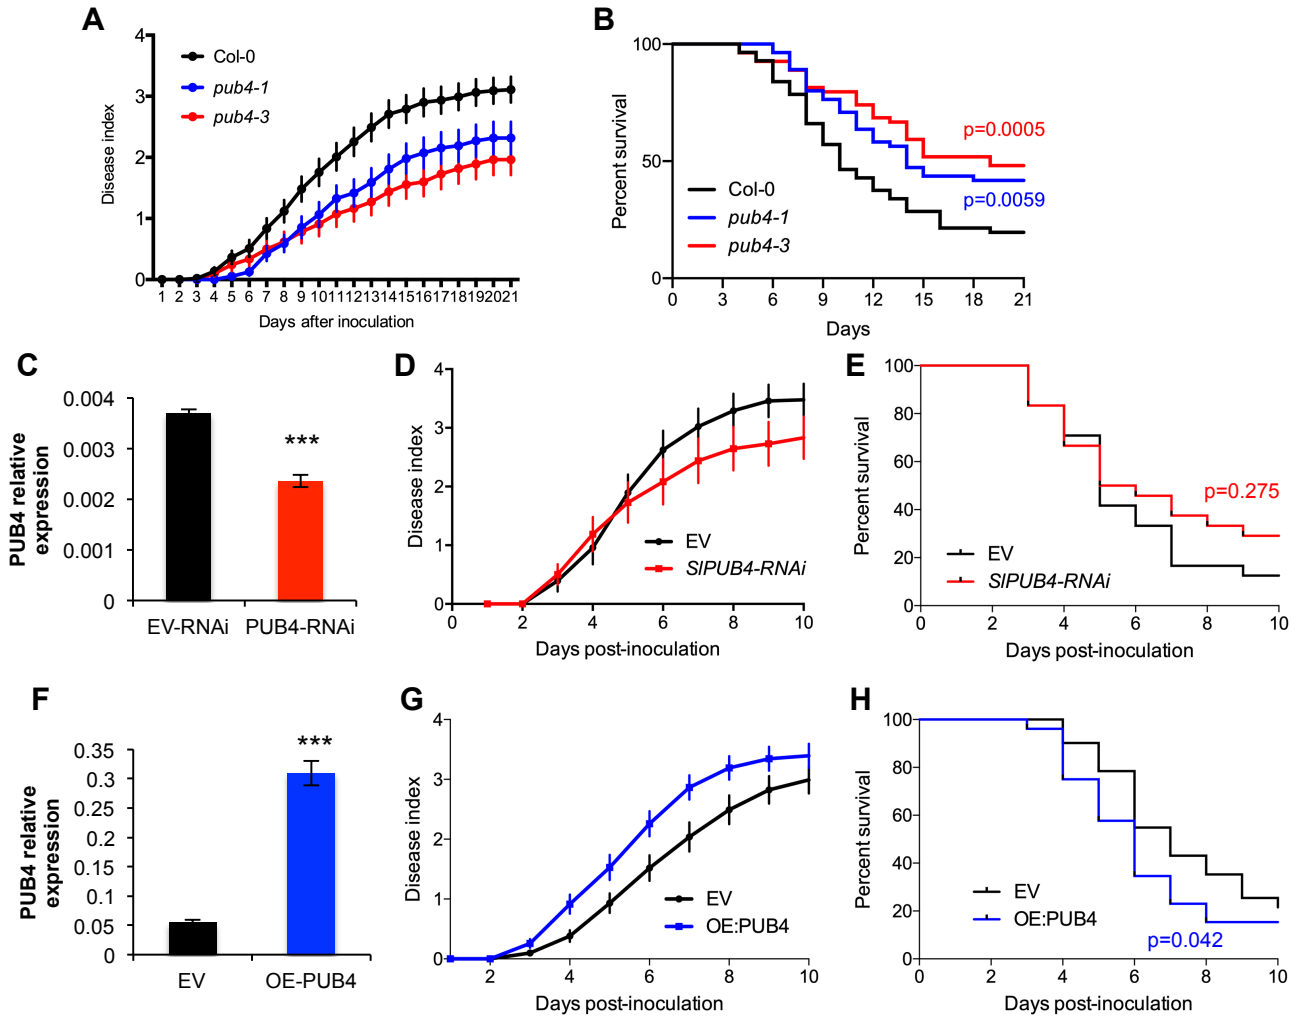 A
4
3
2
1
0
Disease index
Col-0
pub4-1
pub4-3
1 2 3 4 5 6 7 8 9 10 11 12 13 14 15 16 17 18 19 20 21
Days after inoculation
B
100
50
0
Percent survival
p=0.0005
p=0.0059
Col-0
pub4-1
pub4-3
0 3 6 9 12 15 18 21
Days
C
0.004
0.003
0.002
0.001
0
PUB4 relative
expression
***
EV-RNAi PUB4-RNAi
D
4
3
2
1
0
Disease index
EV
SlPUB4-RNAi
0 2 4 6 8 10
Days post-inoculation
E
100
80
60
40
20
0
Percent survival
p=0.275
EV
SlPUB4-RNAi
0 2 4 6 8 10
Days post-inoculation
F
0.35
0.3
0.25
0.2
0.15
0.1
0.05
0
PUB4 relative
expression
***
EV OE-PUB4
G
4
3
2
1
0
Disease index
EV
OE:PUB4
2 4 6 8 10
Days post-inoculation
H
100
80
60
40
20
0
Percent survival
EV
OE:PUB4
p=0.042
0 2 4 6 8 10
Days post-inoculation